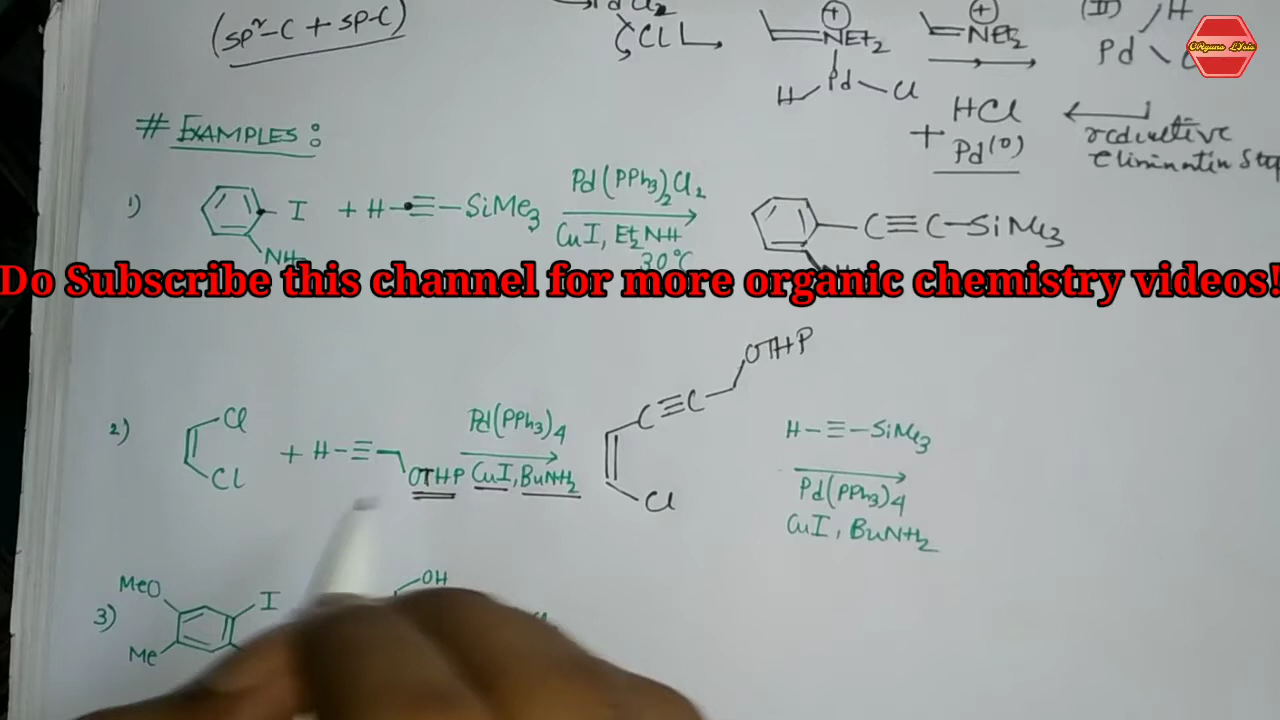 (sp²-C + sp-C)
PdCl2
Cl
⊕
NEt2
H Pd Cl
⊕
NEt2
(II) H
Pd
HCl
+ Pd(0)
reductive
Elimination Step
# EXAMPLES:
1) I + H-≡-SiMe3 Pd(PPh3)2Cl2 C≡C-SiMe3
CuI, Et2NH
30°C
Do Subscribe this channel for more organic chemistry videos!
OTHP
2) Cl Cl + H-≡ OTHP Pd(PPh3)4 C≡C Cl H-≡-SiMe3
CuI, BuNH2 Pd(PPh3)4
CuI, BuNH2
3) MeO I OH
Me